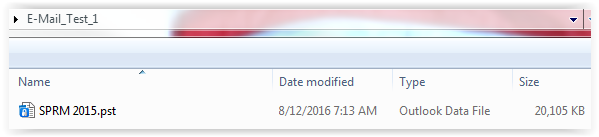 E-Mail_Test_1
Name Date modified Type Size
SPRM 2015.pst 8/12/2016 7:13 AM Outlook Data File 20,105 KB